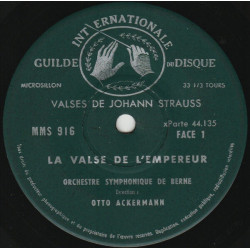 INTERNATIONALE
GUILDE DU DISQUE
MICROSILLON
33 1/3 TOURS
VALSES DE JOHANN STRAUSS
MMS 916
xParte 44.135
FACE 1
LA VALSE DE L'EMPEREUR
ORCHESTRE SYMPHONIQUE DE BERNE
Direction :
OTTO ACKERMANN